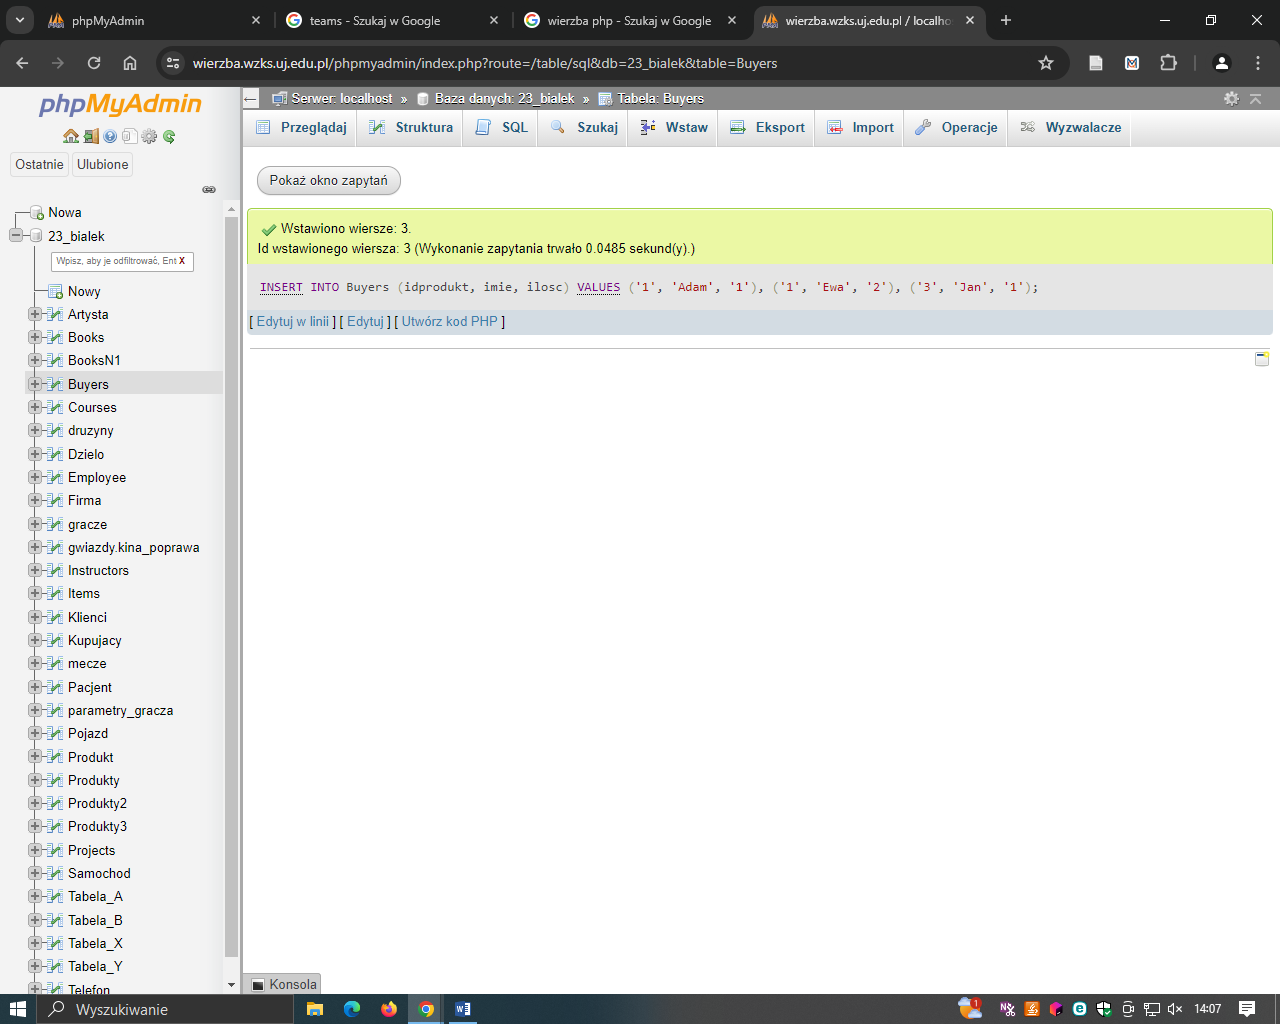 phpMyAdmin
teams - Szukaj w Google
wierzba php - Szukaj w Google
wierzba.wzks.uj.edu.pl / localhos
wierzba.wzks.uj.edu.pl/phpmyadmin/index.php?route=/table/sql&db=23_bialek&table=Buyers
phpMyAdmin
Ostatnie
Ulubione
Nowa
23_bialek
Wpisz, aby je odfiltrować, Ent X
Nowy
Artysta
Books
BooksN1
Buyers
Courses
druzyny
Dzielo
Employee
Firma
gracze
gwiazdy.kina_poprawa
Instructors
Items
Klienci
Kupujacy
mecze
Pacjent
parametry_gracza
Pojazd
Produkt
Produkty
Produkty2
Produkty3
Projects
Samochod
Tabela_A
Tabela_B
Tabela_X
Tabela_Y
Telefon
Serwer: localhost » Baza danych: 23_bialek » Tabela: Buyers
Przeglądaj Struktura SQL Szukaj Wstaw Eksport Import Operacje Wyzwalacze
Pokaż okno zapytań
Wstawiono wiersze: 3.
Id wstawionego wiersza: 3 (Wykonanie zapytania trwało 0.0485 sekund(y).)
INSERT INTO Buyers (idprodukt, imie, ilosc) VALUES ('1', 'Adam', '1'), ('1', 'Ewa', '2'), ('3', 'Jan', '1');
[ Edytuj w linii ] [ Edytuj ] [ Utwórz kod PHP ]
Konsola
Wyszukiwanie
1
14:07